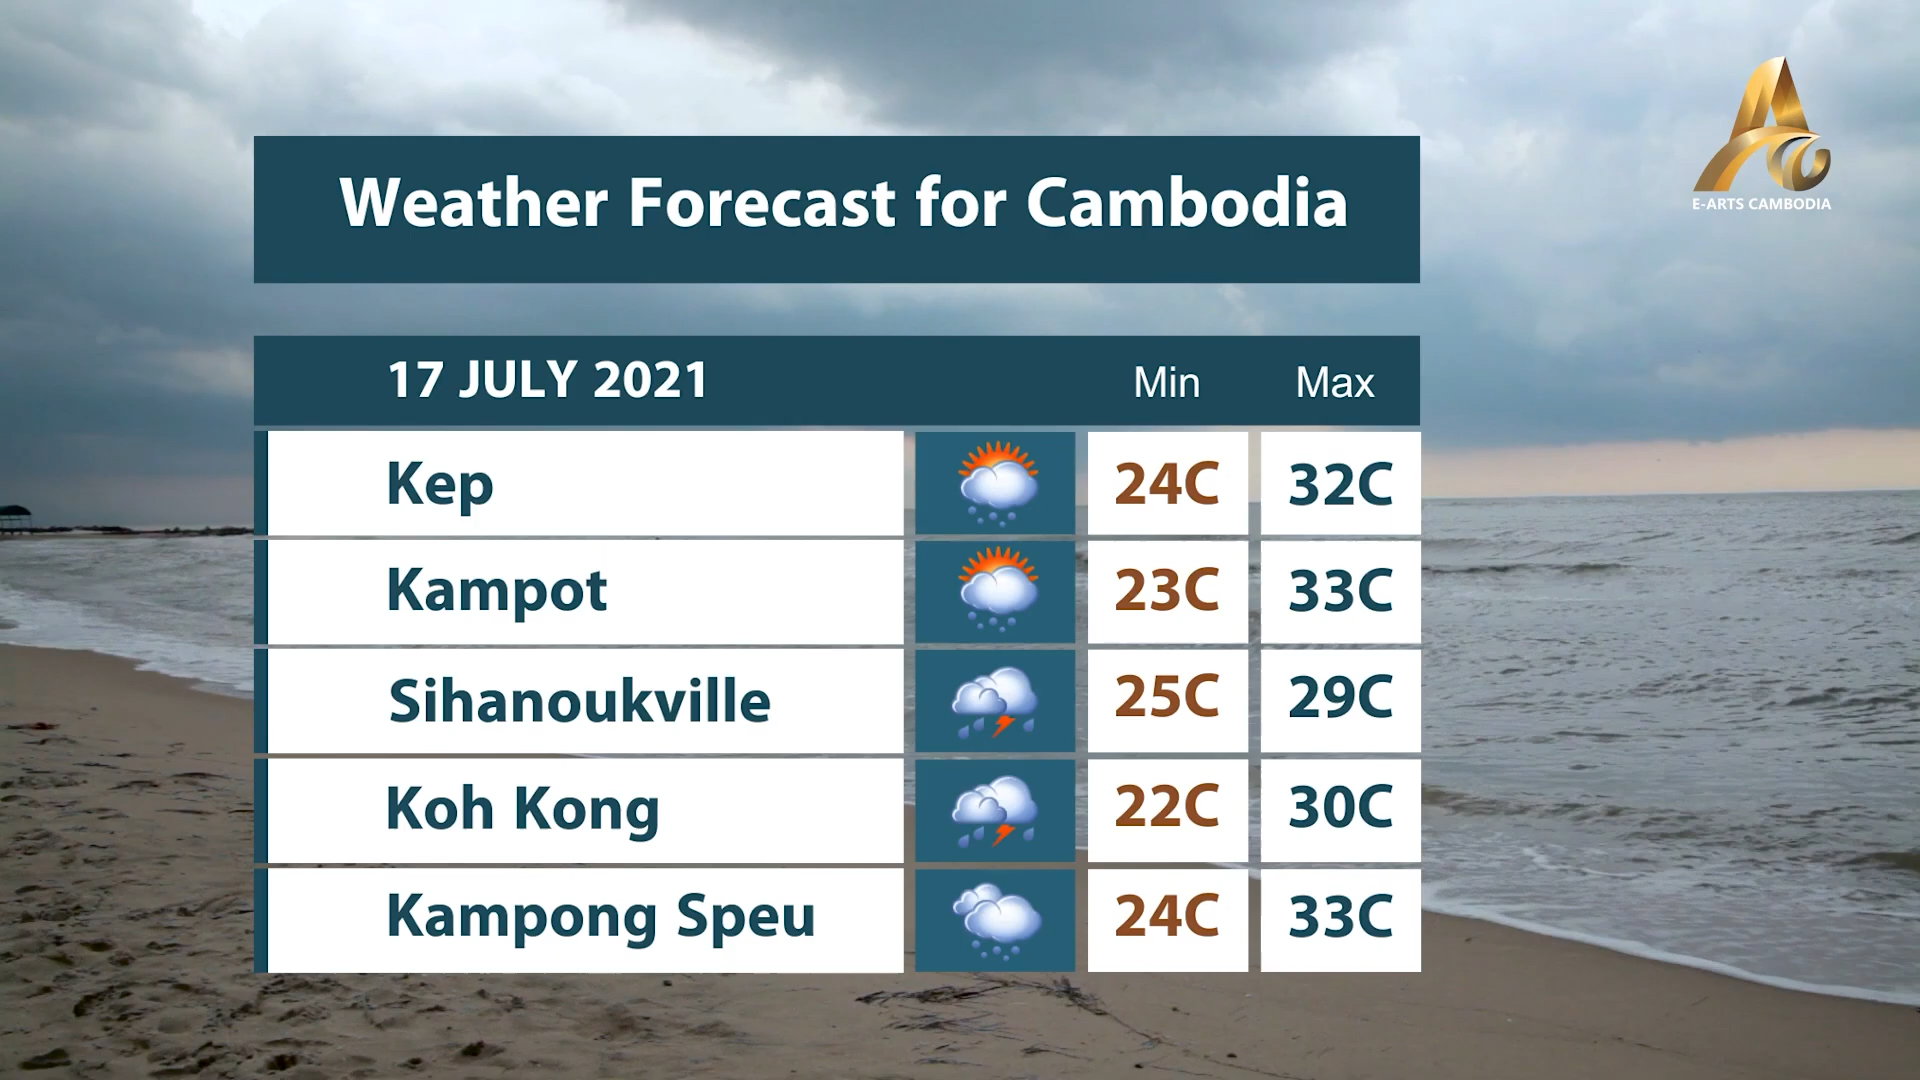 E-ARTS CAMBODIA
Weather Forecast for Cambodia
17 JULY 2021 Min Max
Kep 24C 32C
Kampot 23C 33C
Sihanoukville 25C 29C
Koh Kong 22C 30C
Kampong Speu 24C 33C